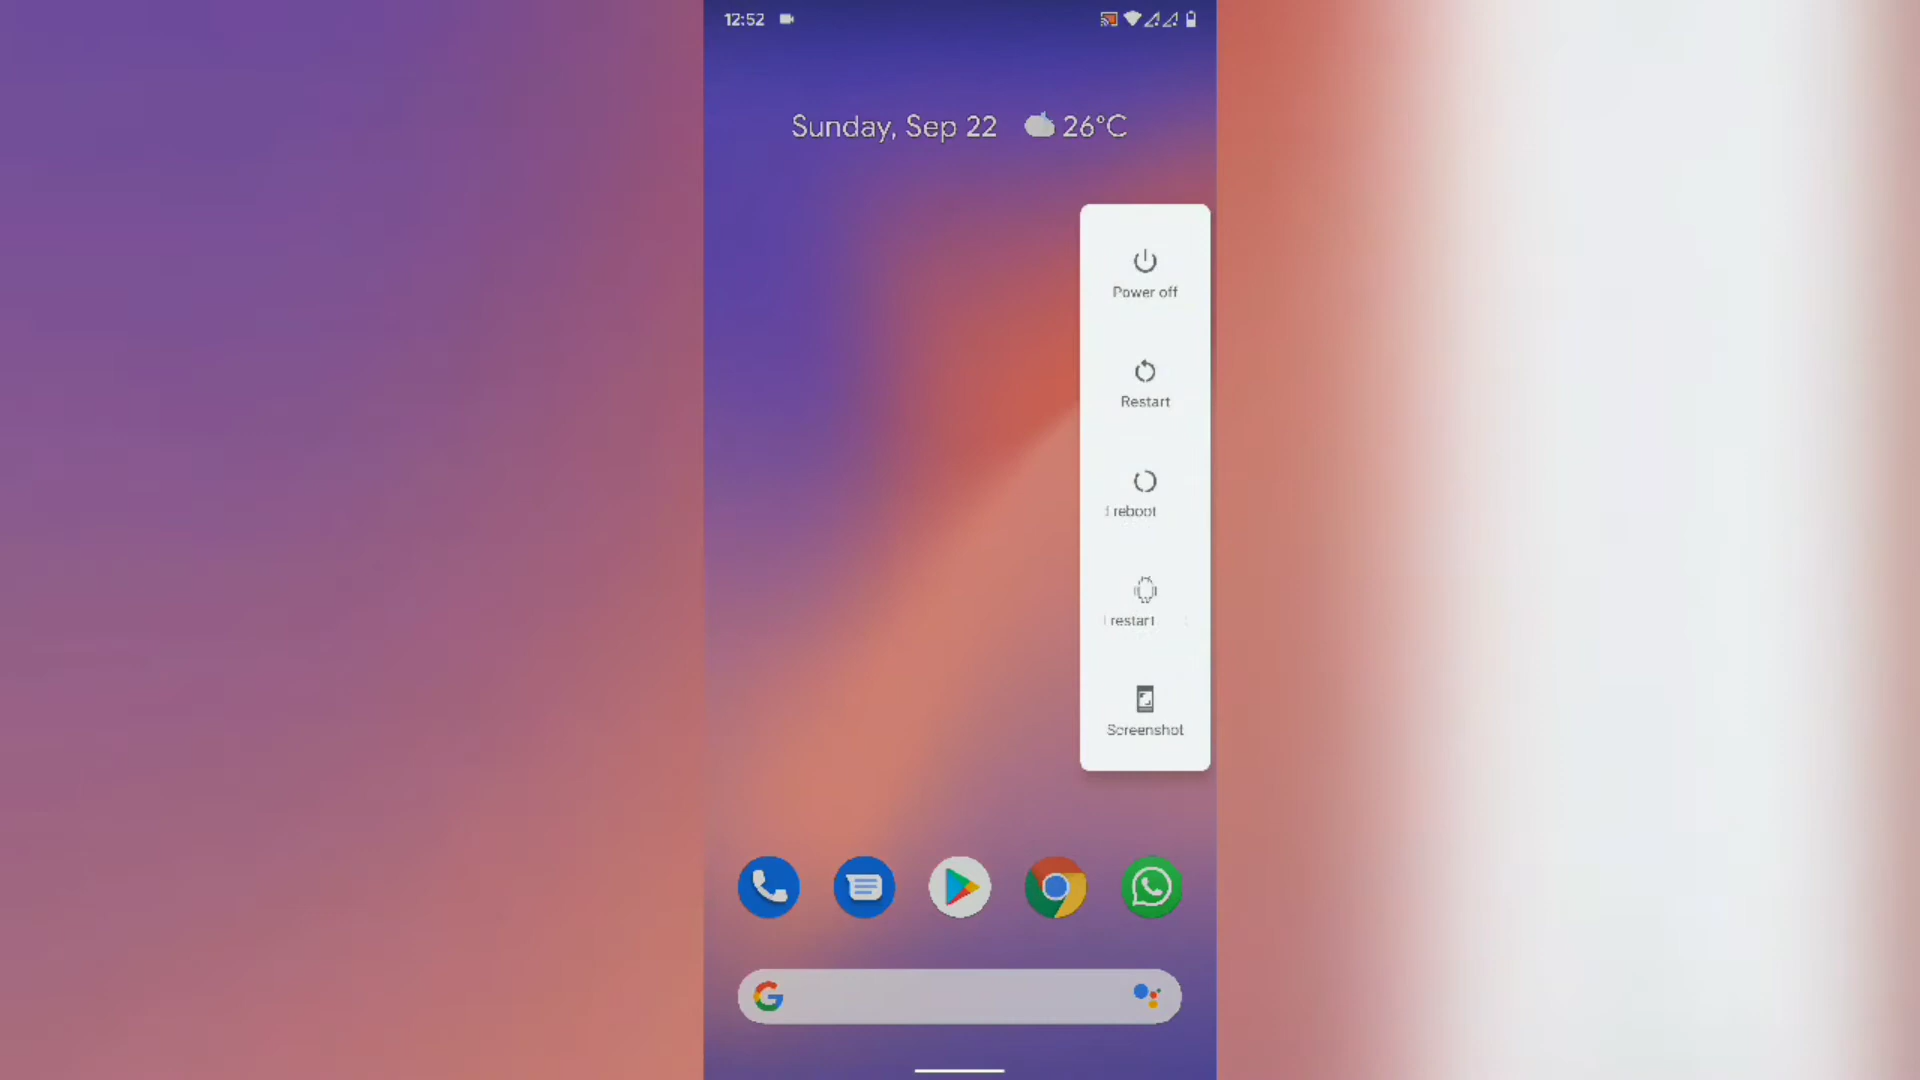 12:52
Sunday, Sep 22 26°C
Power off
Restart
reboot
restart
Screenshot